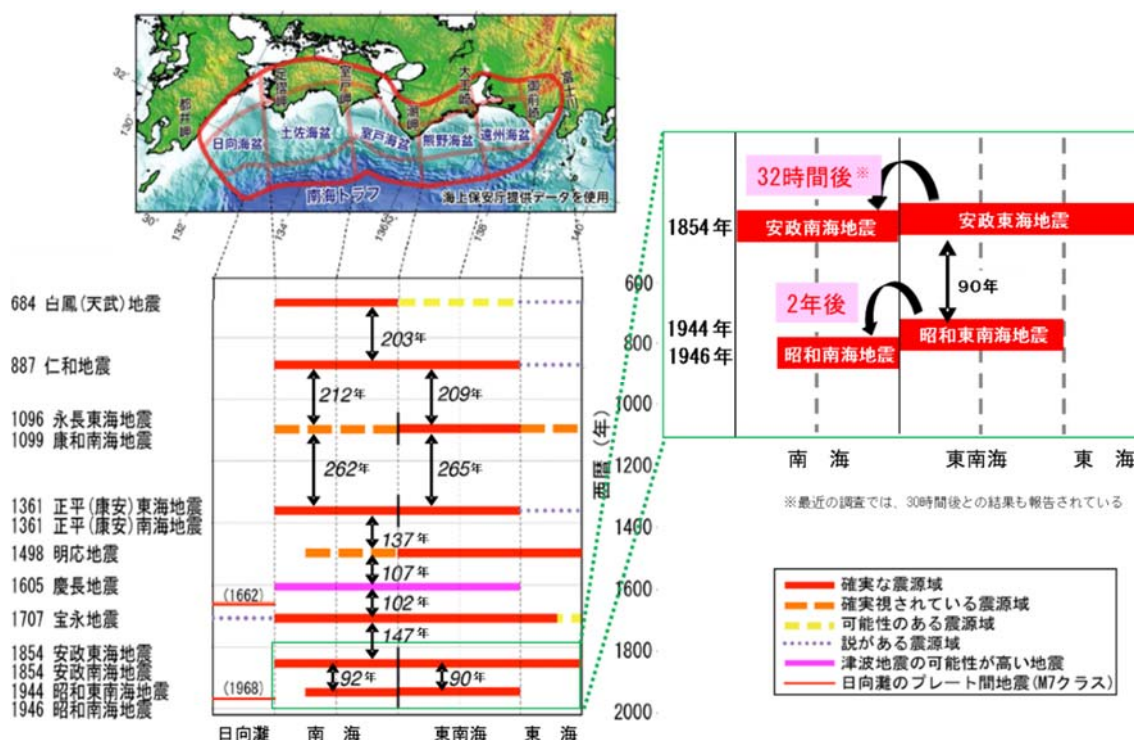 足摺岬
室戸岬
潮岬
大王崎
御前崎
富士川
都井岬
日向海盆
土佐海盆
室戸海盆
熊野海盆
遠州海盆
南海トラフ
海上保安庁提供データを使用
32°
130°
30°
132°
134°
136°
138°
140°
684 白鳳(天武)地震
203年
887 仁和地震
212年
209年
1096 永長東海地震
1099 康和南海地震
262年
265年
1361 正平(康安)東海地震
1361 正平(康安)南海地震
137年
1498 明応地震
107年
1605 慶長地震
(1662)
102年
1707 宝永地震
147年
1854 安政東海地震
1854 安政南海地震
92年
90年
1944 昭和東南海地震
(1968)
1946 昭和南海地震
日向灘
南 海
東南海
東 海
600
800
1000
1200
1400
1600
1800
2000
西暦(年)
32時間後※
1854年
安政南海地震
安政東海地震
90年
2年後
1944年
昭和東南海地震
1946年
昭和南海地震
南 海
東南海
東 海
※最近の調査では、30時間後との結果も報告されている
確実な震源域
確実視されている震源域
可能性のある震源域
説がある震源域
津波地震の可能性が高い地震
日向灘のプレート間地震(M7クラス)